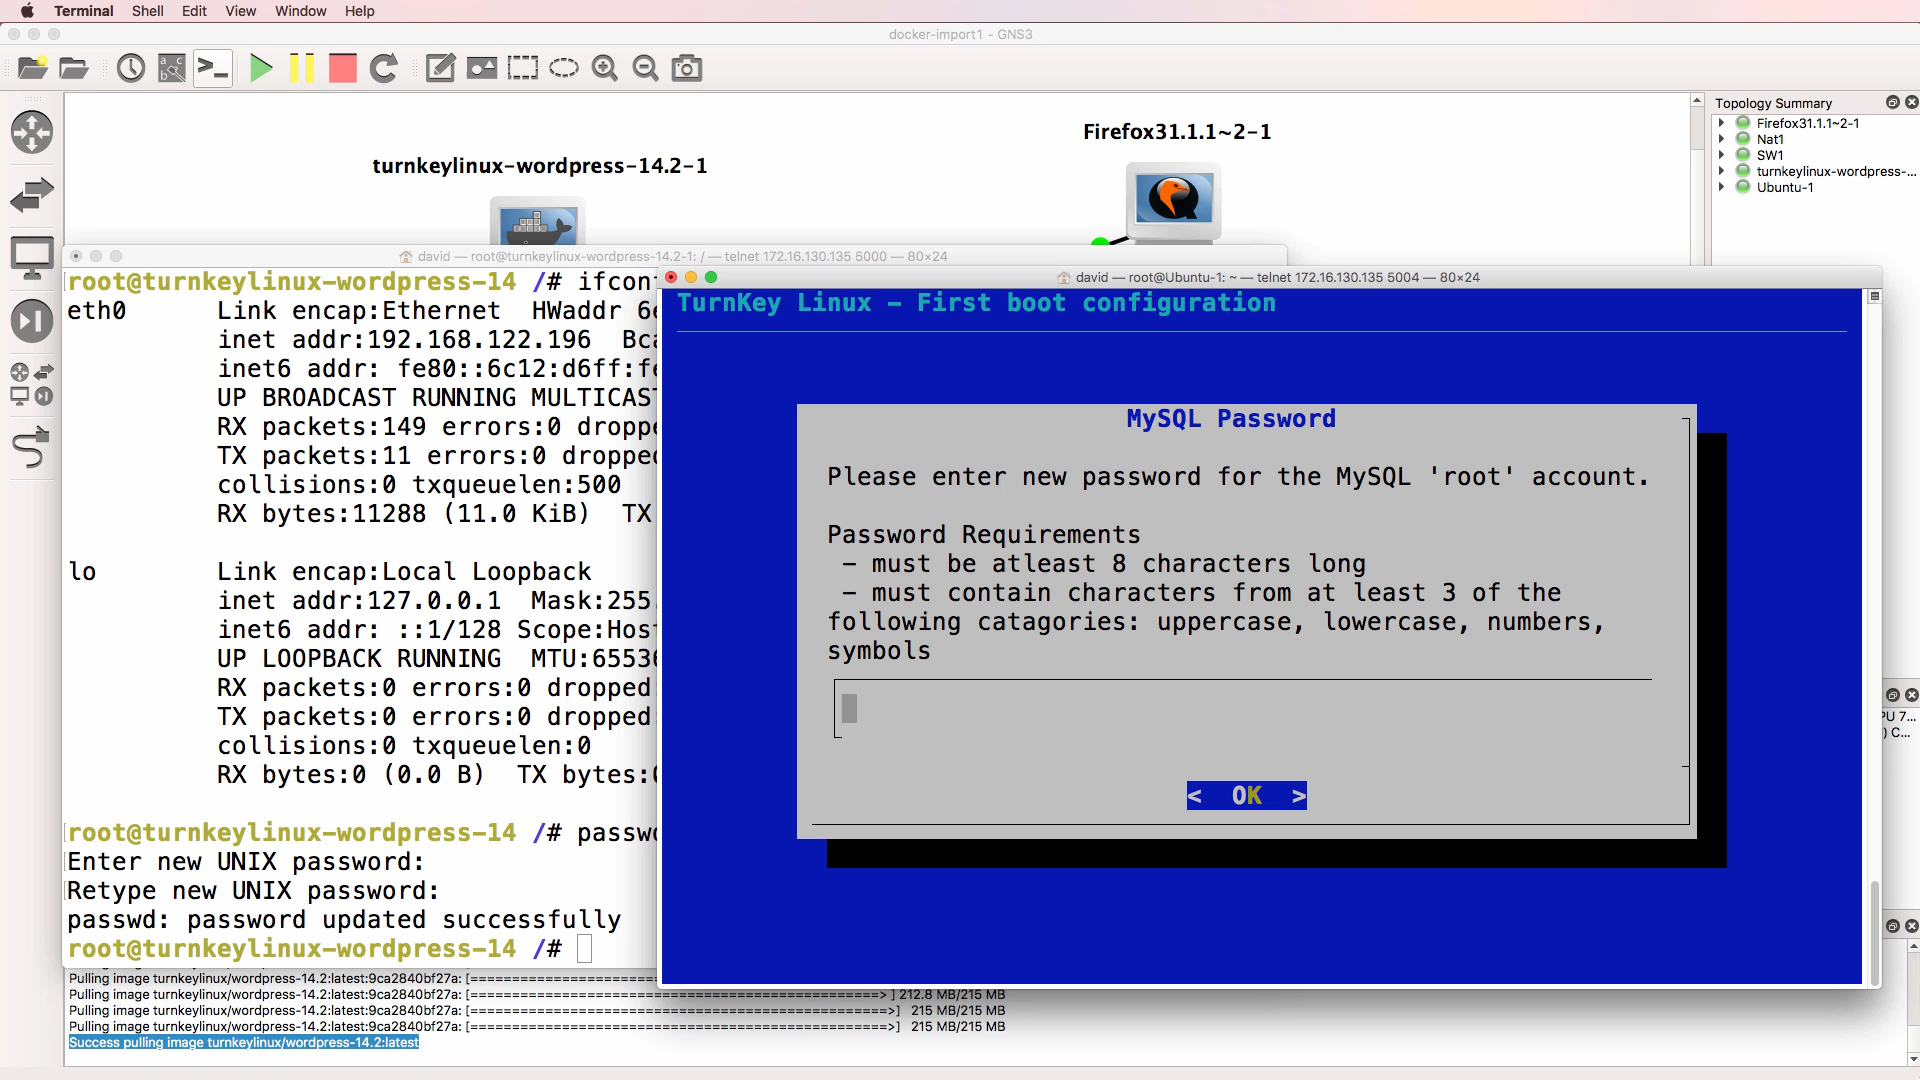 Terminal Shell Edit View Window Help
docker-import1 - GNS3
Topology Summary
Firefox31.1.1~2-1
Nat1
SW1
turnkeylinux-wordpress-...
Ubuntu-1
Firefox31.1.1~2-1
turnkeylinux-wordpress-14.2-1
david — root@turnkeylinux-wordpress-14.2-1: / — telnet 172.16.130.135 5000 — 80×24
root@turnkeylinux-wordpress-14 /# ifcon
eth0 Link encap:Ethernet HWaddr 6e
inet addr:192.168.122.196 Bca
inet6 addr: fe80::6c12:d6ff:fe
UP BROADCAST RUNNING MULTICAST
RX packets:149 errors:0 droppe
TX packets:11 errors:0 dropped
collisions:0 txqueuelen:500
RX bytes:11288 (11.0 KiB) TX
lo Link encap:Local Loopback
inet addr:127.0.0.1 Mask:255.
inet6 addr: ::1/128 Scope:Host
UP LOOPBACK RUNNING MTU:65536
RX packets:0 errors:0 dropped
TX packets:0 errors:0 dropped
collisions:0 txqueuelen:0
RX bytes:0 (0.0 B) TX bytes:0
root@turnkeylinux-wordpress-14 /# passwd
Enter new UNIX password:
Retype new UNIX password:
passwd: password updated successfully
root@turnkeylinux-wordpress-14 /#
david — root@Ubuntu-1: ~ — telnet 172.16.130.135 5004 — 80×24
TurnKey Linux – First boot configuration
MySQL Password
Please enter new password for the MySQL 'root' account.
Password Requirements
– must be atleast 8 characters long
– must contain characters from at least 3 of the
following catagories: uppercase, lowercase, numbers,
symbols
< OK >
PU 7...
) C...
Pulling image turnkeylinux/wordpress-14.2:latest:9ca2840bf27a: [=======================
Pulling image turnkeylinux/wordpress-14.2:latest:9ca2840bf27a: [=================================================> ] 212.8 MB/215 MB
Pulling image turnkeylinux/wordpress-14.2:latest:9ca2840bf27a: [==================================================>] 215 MB/215 MB
Pulling image turnkeylinux/wordpress-14.2:latest:9ca2840bf27a: [==================================================>] 215 MB/215 MB
Success pulling image turnkeylinux/wordpress-14.2:latest